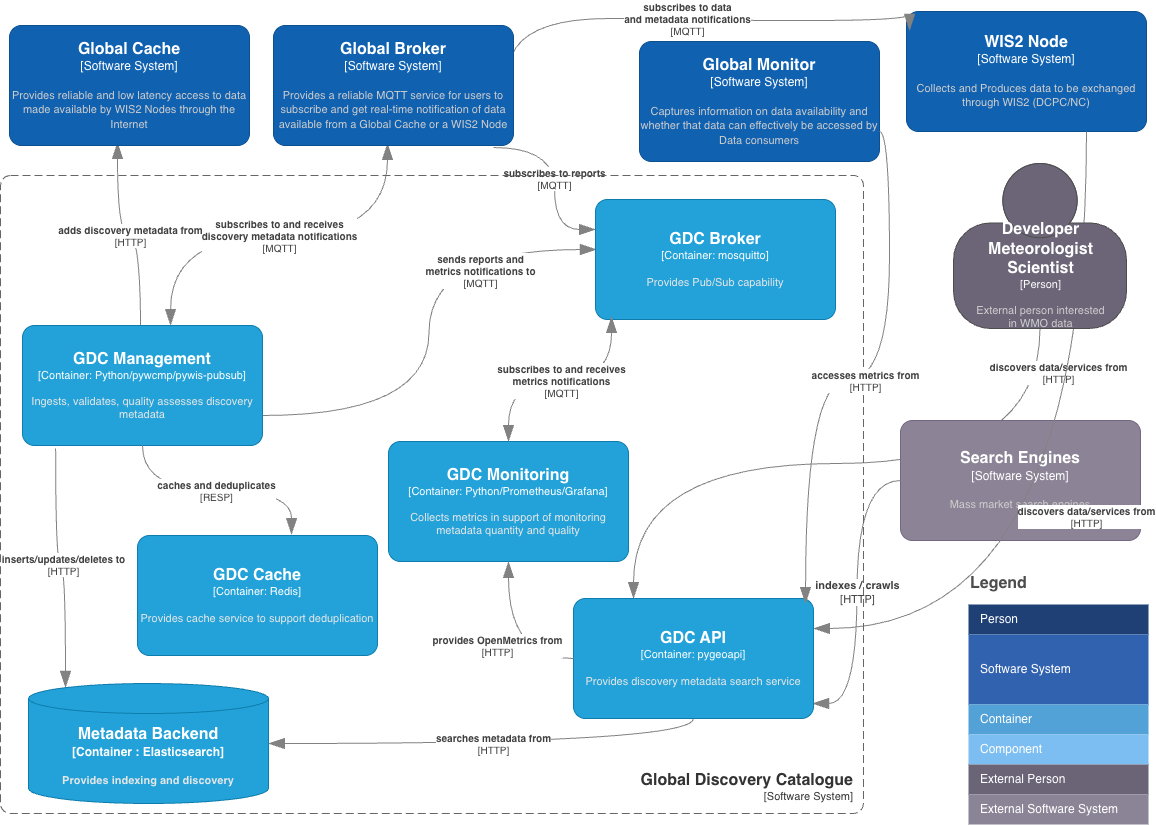 Global Cache
[Software System]
Provides reliable and low latency access to data
made available by WIS2 Nodes through the
Internet
Global Broker
[Software System]
Provides a reliable MQTT service for users to
subscribe and get real-time notification of data
available from a Global Cache or a WIS2 Node
subscribes to data
and metadata notifications
[MQTT]
Global Monitor
[Software System]
Captures information on data availability and
whether that data can effectively be accessed by
Data consumers
WIS2 Node
[Software System]
Collects and Produces data to be exchanged
through WIS2 (DCPC/NC)
subscribes to reports
[MQTT]
adds discovery metadata from
[HTTP]
subscribes to and receives
discovery metadata notifications
[MQTT]
sends reports and
metrics notifications to
[MQTT]
GDC Broker
[Container: mosquitto]
Provides Pub/Sub capability
Developer
Meteorologist
Scientist
[Person]
External person interested
in WMO data
GDC Management
[Container: Python/pywcmp/pywis-pubsub]
Ingests, validates, quality assesses discovery
metadata
subscribes to and receives
metrics notifications
[MQTT]
accesses metrics from
[HTTP]
discovers data/services from
[HTTP]
GDC Monitoring
[Container: Python/Prometheus/Grafana]
Collects metrics in support of monitoring
metadata quantity and quality
Search Engines
[Software System]
Mass market search engines
discovers data/services from
[HTTP]
caches and deduplicates
[RESP]
inserts/updates/deletes to
[HTTP]
GDC Cache
[Container: Redis]
Provides cache service to support deduplication
indexes / crawls
[HTTP]
provides OpenMetrics from
[HTTP]
GDC API
[Container: pygeoapi]
Provides discovery metadata search service
Metadata Backend
[Container : Elasticsearch]
Provides indexing and discovery
searches metadata from
[HTTP]
Global Discovery Catalogue
[Software System]
Legend
Person
Software System
Container
Component
External Person
External Software System